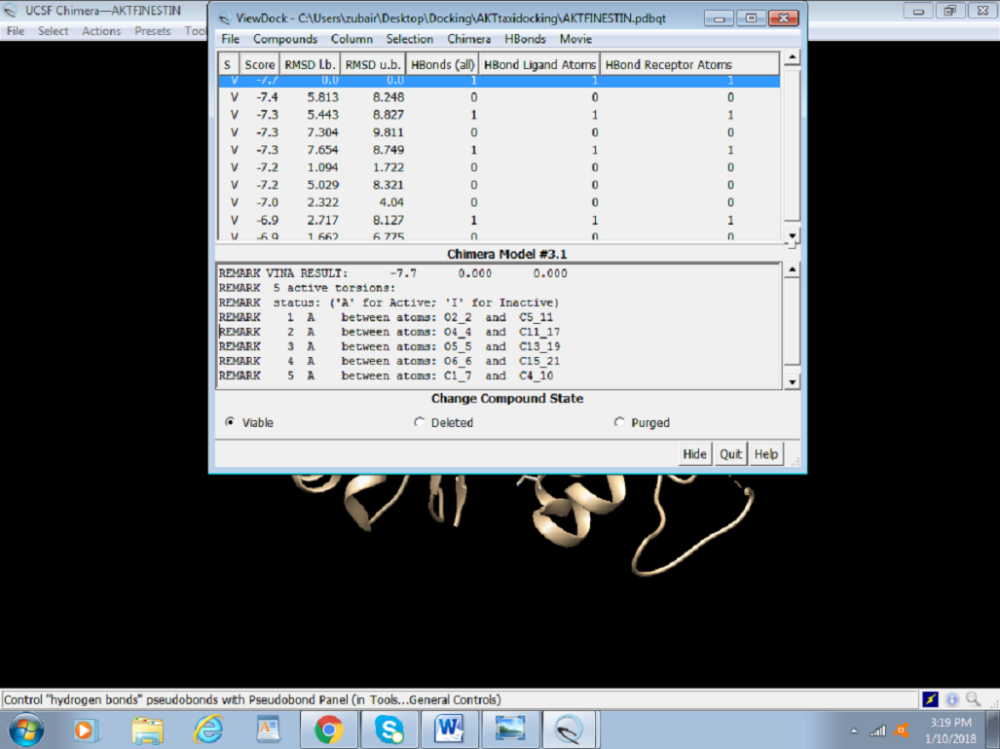 UCSF Chimera—AKTFINESTIN
File Select Actions Presets
ViewDock - C:\Users\zubair\Desktop\Docking\AKTtaxidocking\AKTFINESTIN.pdbqt
File Compounds Column Selection Chimera HBonds Movie
S Score RMSD l.b. RMSD u.b. HBonds (all) HBond Ligand Atoms HBond Receptor Atoms
V -7.7 0.0 0.0 1 1 1
V -7.4 5.813 8.248 0 0 0
V -7.3 5.443 8.827 1 1 1
V -7.3 7.304 9.811 0 0 0
V -7.3 7.654 8.749 1 1 1
V -7.2 1.094 1.722 0 0 0
V -7.2 5.029 8.321 0 0 0
V -7.0 2.322 4.04 0 0 0
V -6.9 2.717 8.127 1 1 1
V -6.9 1.662 6.775 0 0 0
Chimera Model #3.1
REMARK VINA RESULT: -7.7 0.000 0.000
REMARK 5 active torsions:
REMARK status: ('A' for Active; 'I' for Inactive)
REMARK 1 A between atoms: O2_2 and C5_11
REMARK 2 A between atoms: O4_4 and C11_17
REMARK 3 A between atoms: O5_5 and C13_19
REMARK 4 A between atoms: O6_6 and C15_21
REMARK 5 A between atoms: C1_7 and C4_10
Change Compound State
Viable Deleted Purged
Hide Quit Help
Control "hydrogen bonds" pseudobonds with Pseudobond Panel (in Tools...General Controls)
3:19 PM
1/10/2018